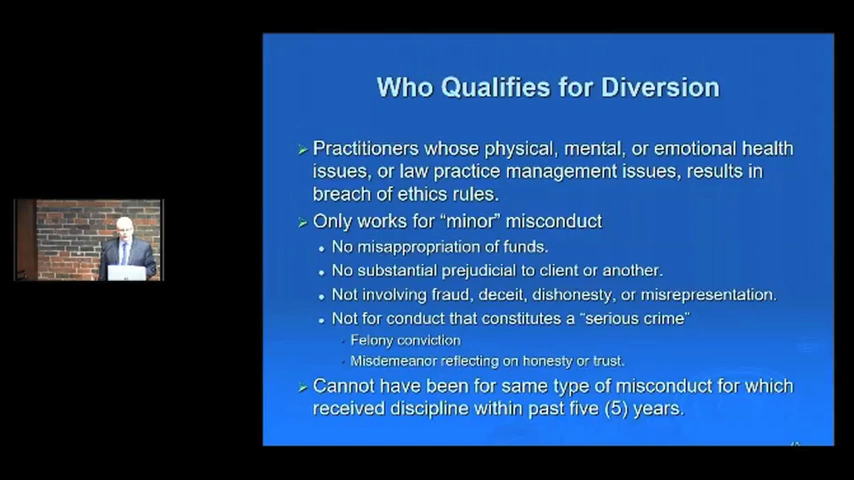 Who Qualifies for Diversion
Practitioners whose physical, mental, or emotional health
issues, or law practice management issues, results in
breach of ethics rules.
Only works for “minor” misconduct
No misappropriation of funds.
No substantial prejudicial to client or another.
Not involving fraud, deceit, dishonesty, or misrepresentation.
Not for conduct that constitutes a “serious crime”
Felony conviction
Misdemeanor reflecting on honesty or trust.
Cannot have been for same type of misconduct for which
received discipline within past five (5) years.